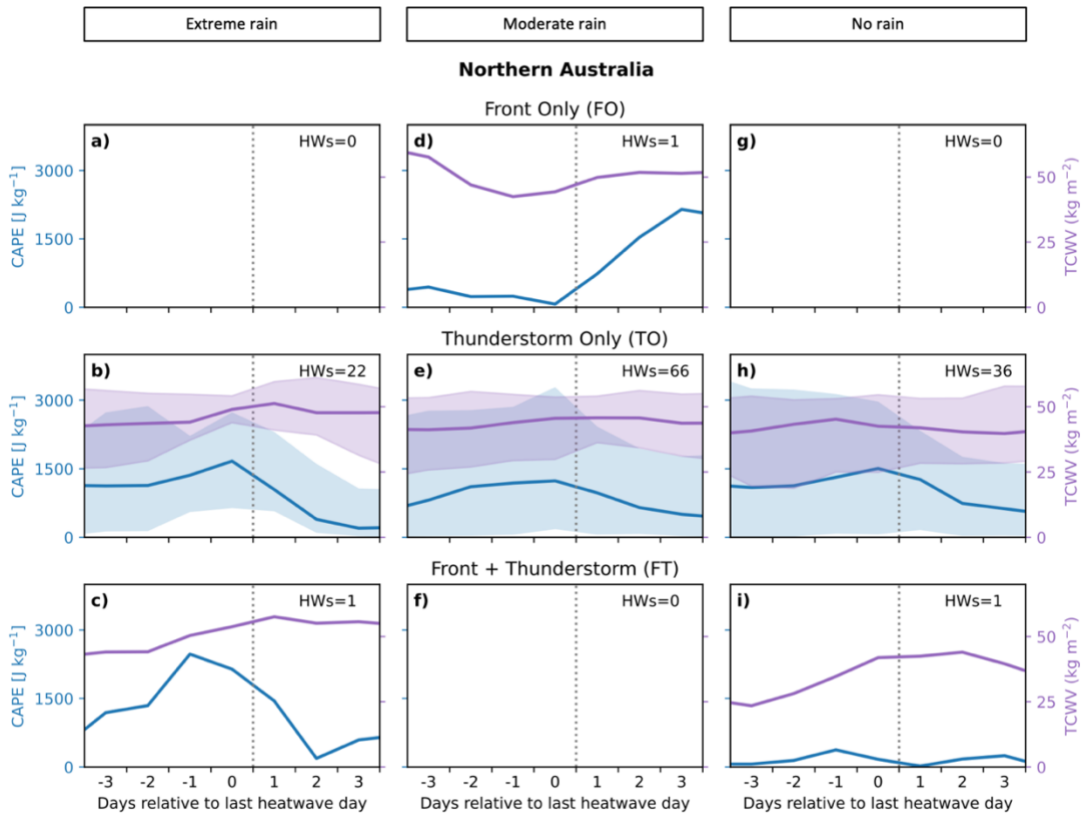 Extreme rain Moderate rain No rain
Northern Australia
Front Only (FO)
a) HWs=0 d) HWs=1 g) HWs=0
CAPE [J kg⁻¹] 3000 1500 0
50 25 0 TCWV (kg m⁻²)
Thunderstorm Only (TO)
b) HWs=22 e) HWs=66 h) HWs=36
CAPE [J kg⁻¹] 3000 1500 0
50 25 0 TCWV (kg m⁻²)
Front + Thunderstorm (FT)
c) HWs=1 f) HWs=0 i) HWs=1
CAPE [J kg⁻¹] 3000 1500 0
50 25 0 TCWV (kg m⁻²)
-3 -2 -1 0 1 2 3 -3 -2 -1 0 1 2 3 -3 -2 -1 0 1 2 3
Days relative to last heatwave day Days relative to last heatwave day Days relative to last heatwave day